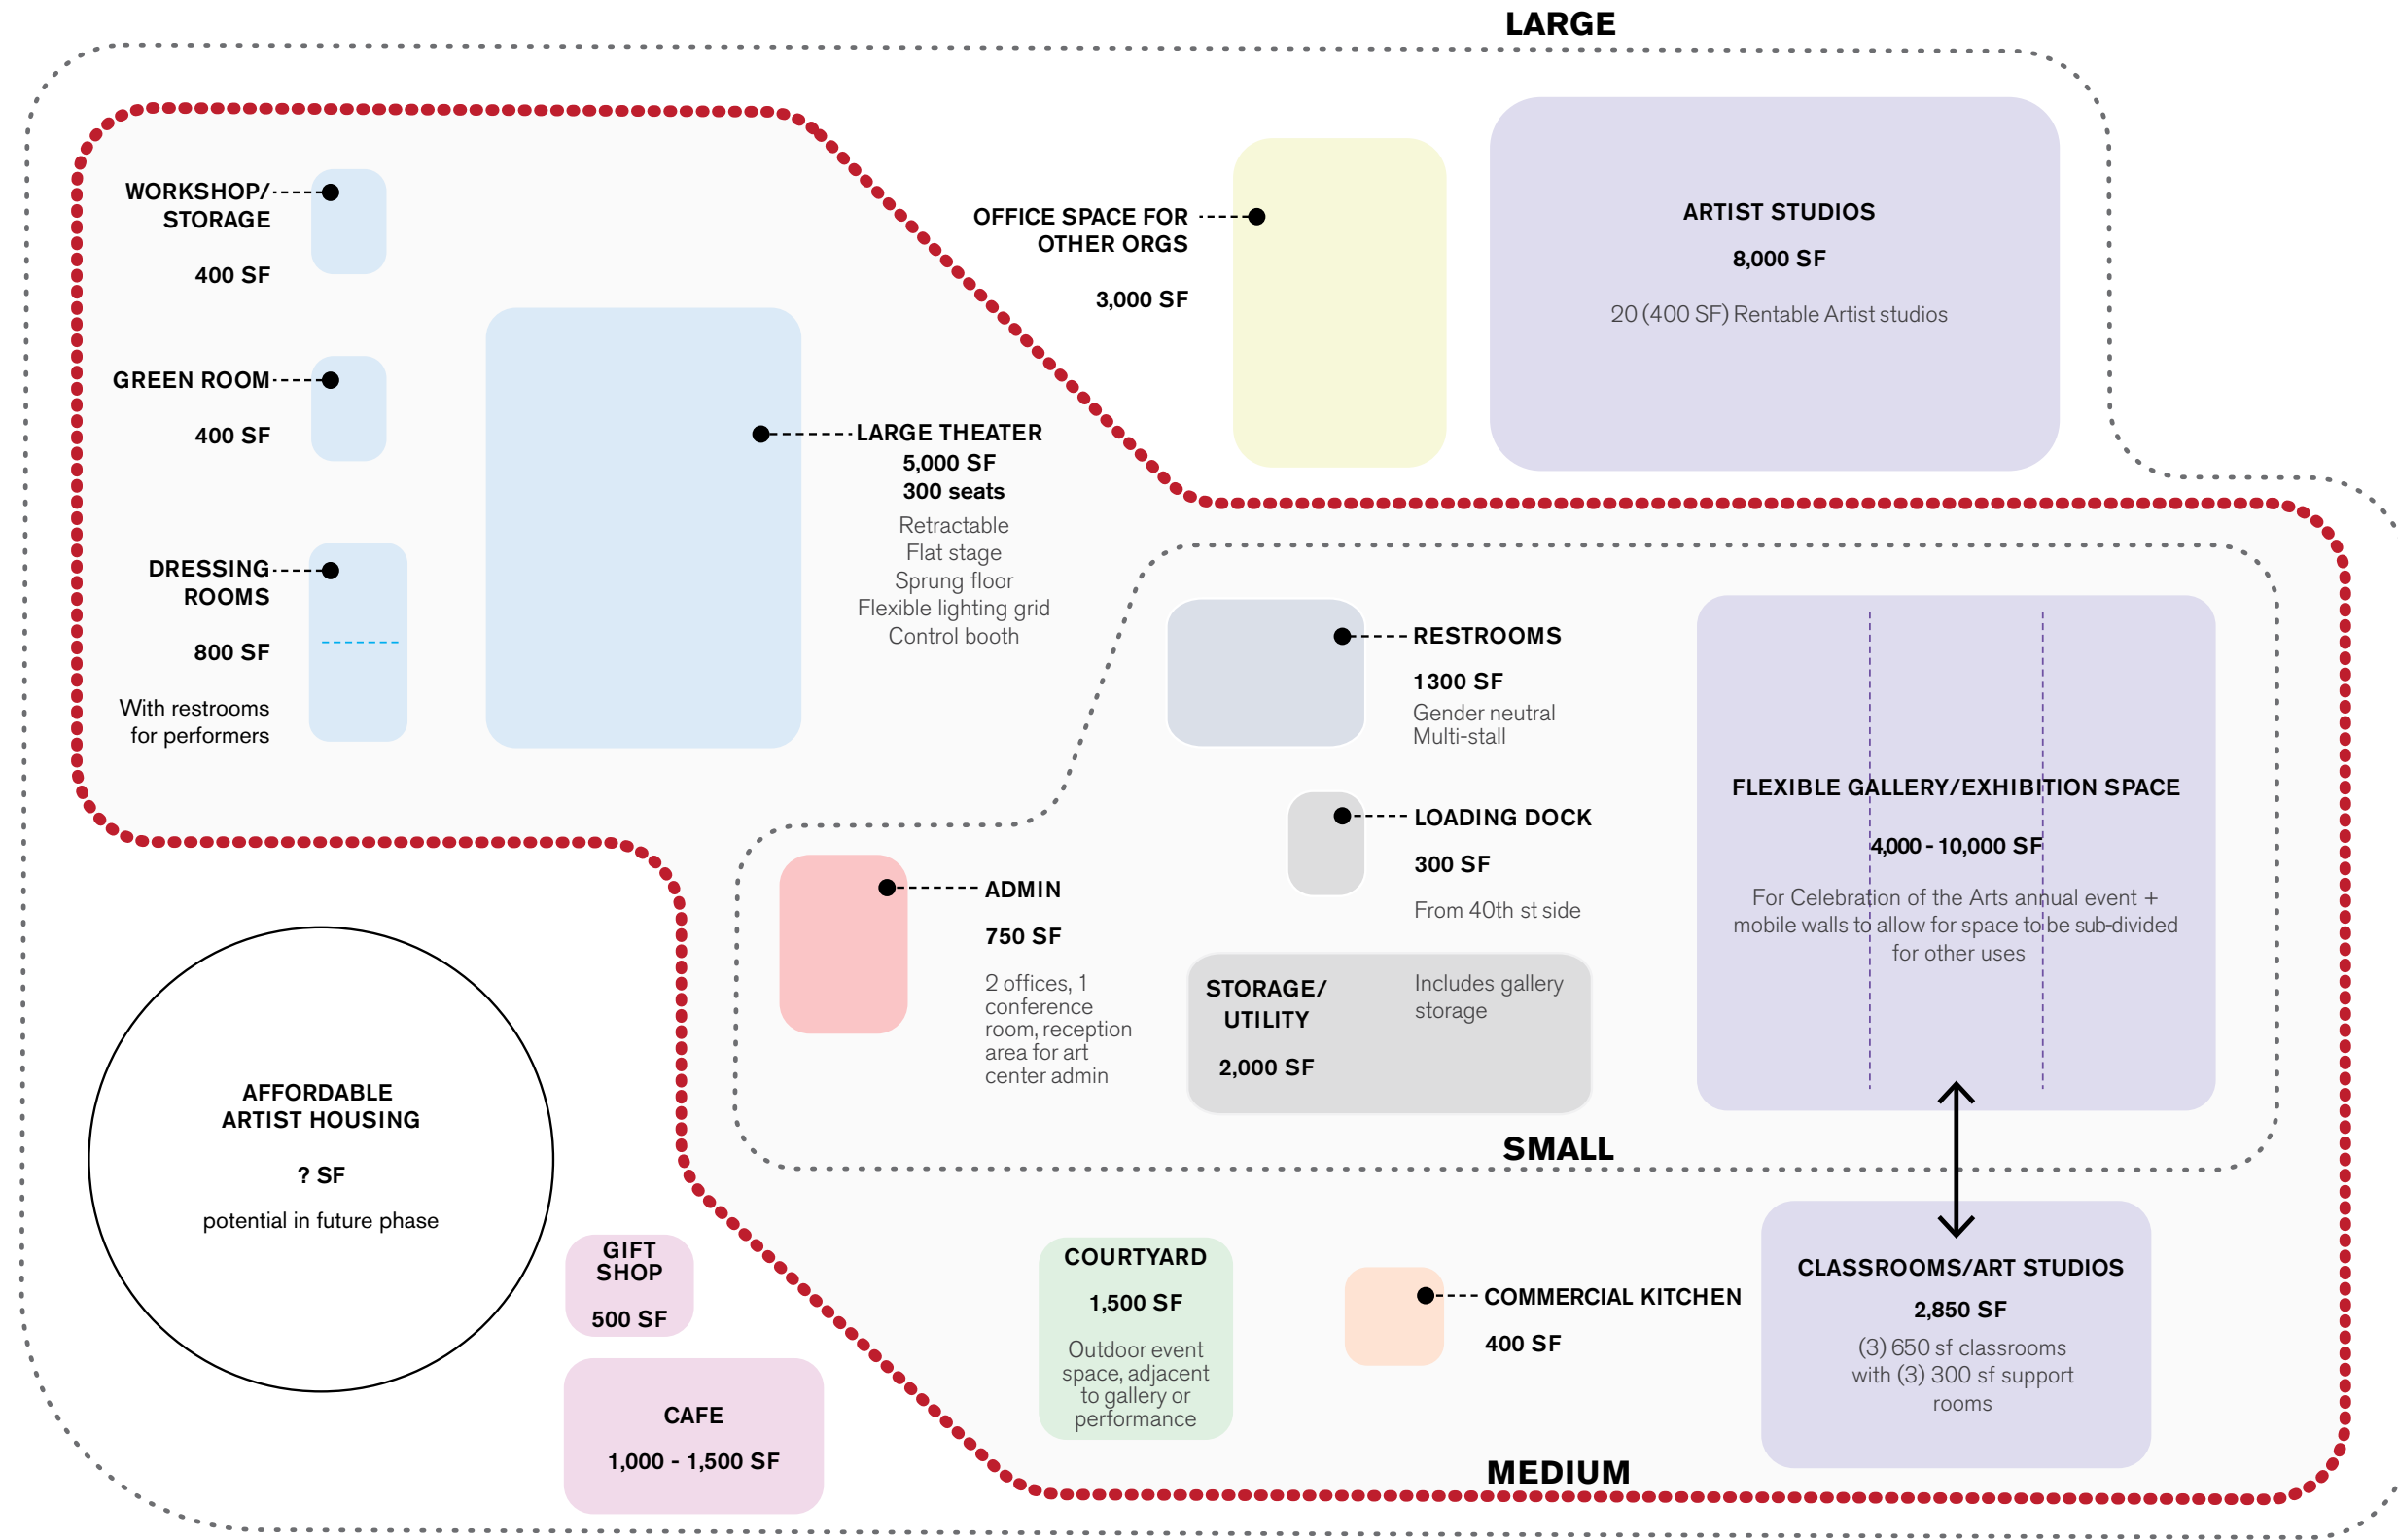 LARGE
WORKSHOP/
STORAGE
400 SF
GREEN ROOM
400 SF
DRESSING
ROOMS
800 SF
With restrooms
for performers
LARGE THEATER
5,000 SF
300 seats
Retractable
Flat stage
Sprung floor
Flexible lighting grid
Control booth
OFFICE SPACE FOR
OTHER ORGS
3,000 SF
ARTIST STUDIOS
8,000 SF
20 (400 SF) Rentable Artist studios
RESTROOMS
1300 SF
Gender neutral
Multi-stall
LOADING DOCK
300 SF
From 40th st side
ADMIN
750 SF
2 offices, 1
conference
room, reception
area for art
center admin
STORAGE/
UTILITY
2,000 SF
Includes gallery
storage
FLEXIBLE GALLERY/EXHIBITION SPACE
4,000 - 10,000 SF
For Celebration of the Arts annual event +
mobile walls to allow for space to be sub-divided
for other uses
SMALL
AFFORDABLE
ARTIST HOUSING
? SF
potential in future phase
GIFT
SHOP
500 SF
CAFE
1,000 - 1,500 SF
COURTYARD
1,500 SF
Outdoor event
space, adjacent
to gallery or
performance
COMMERCIAL KITCHEN
400 SF
CLASSROOMS/ART STUDIOS
2,850 SF
(3) 650 sf classrooms
with (3) 300 sf support
rooms
MEDIUM